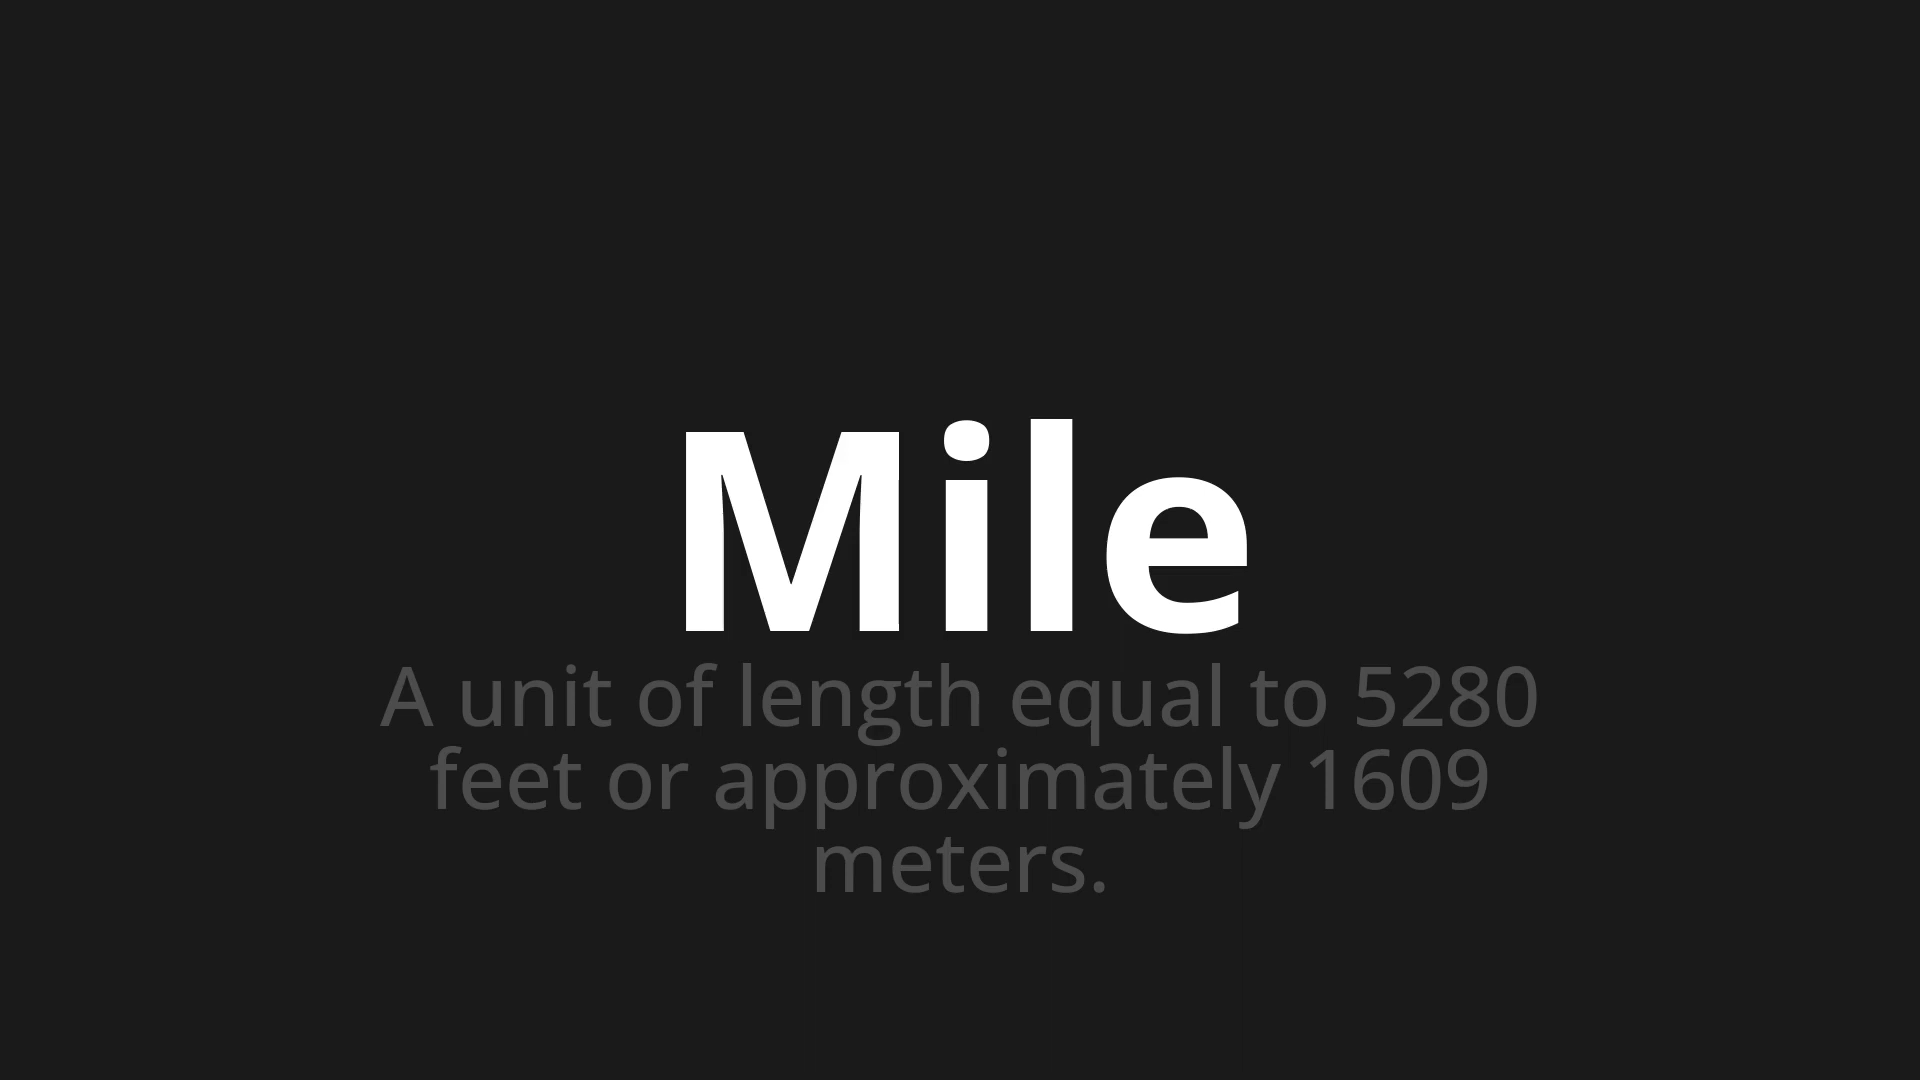 Mile
A unit of length equal to 5280
feet or approximately 1609
meters.